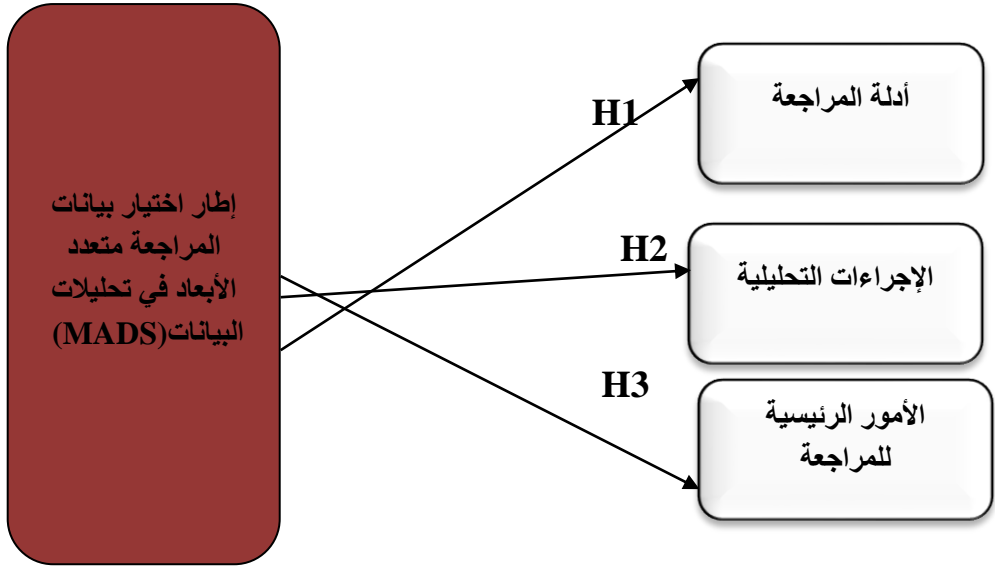 إطار اختيار بيانات
المراجعة متعدد
الأبعاد في تحليلات
البيانات(MADS)
H1
أدلة المراجعة
H2
الإجراءات التحليلية
H3
الأمور الرئيسية
للمراجعة